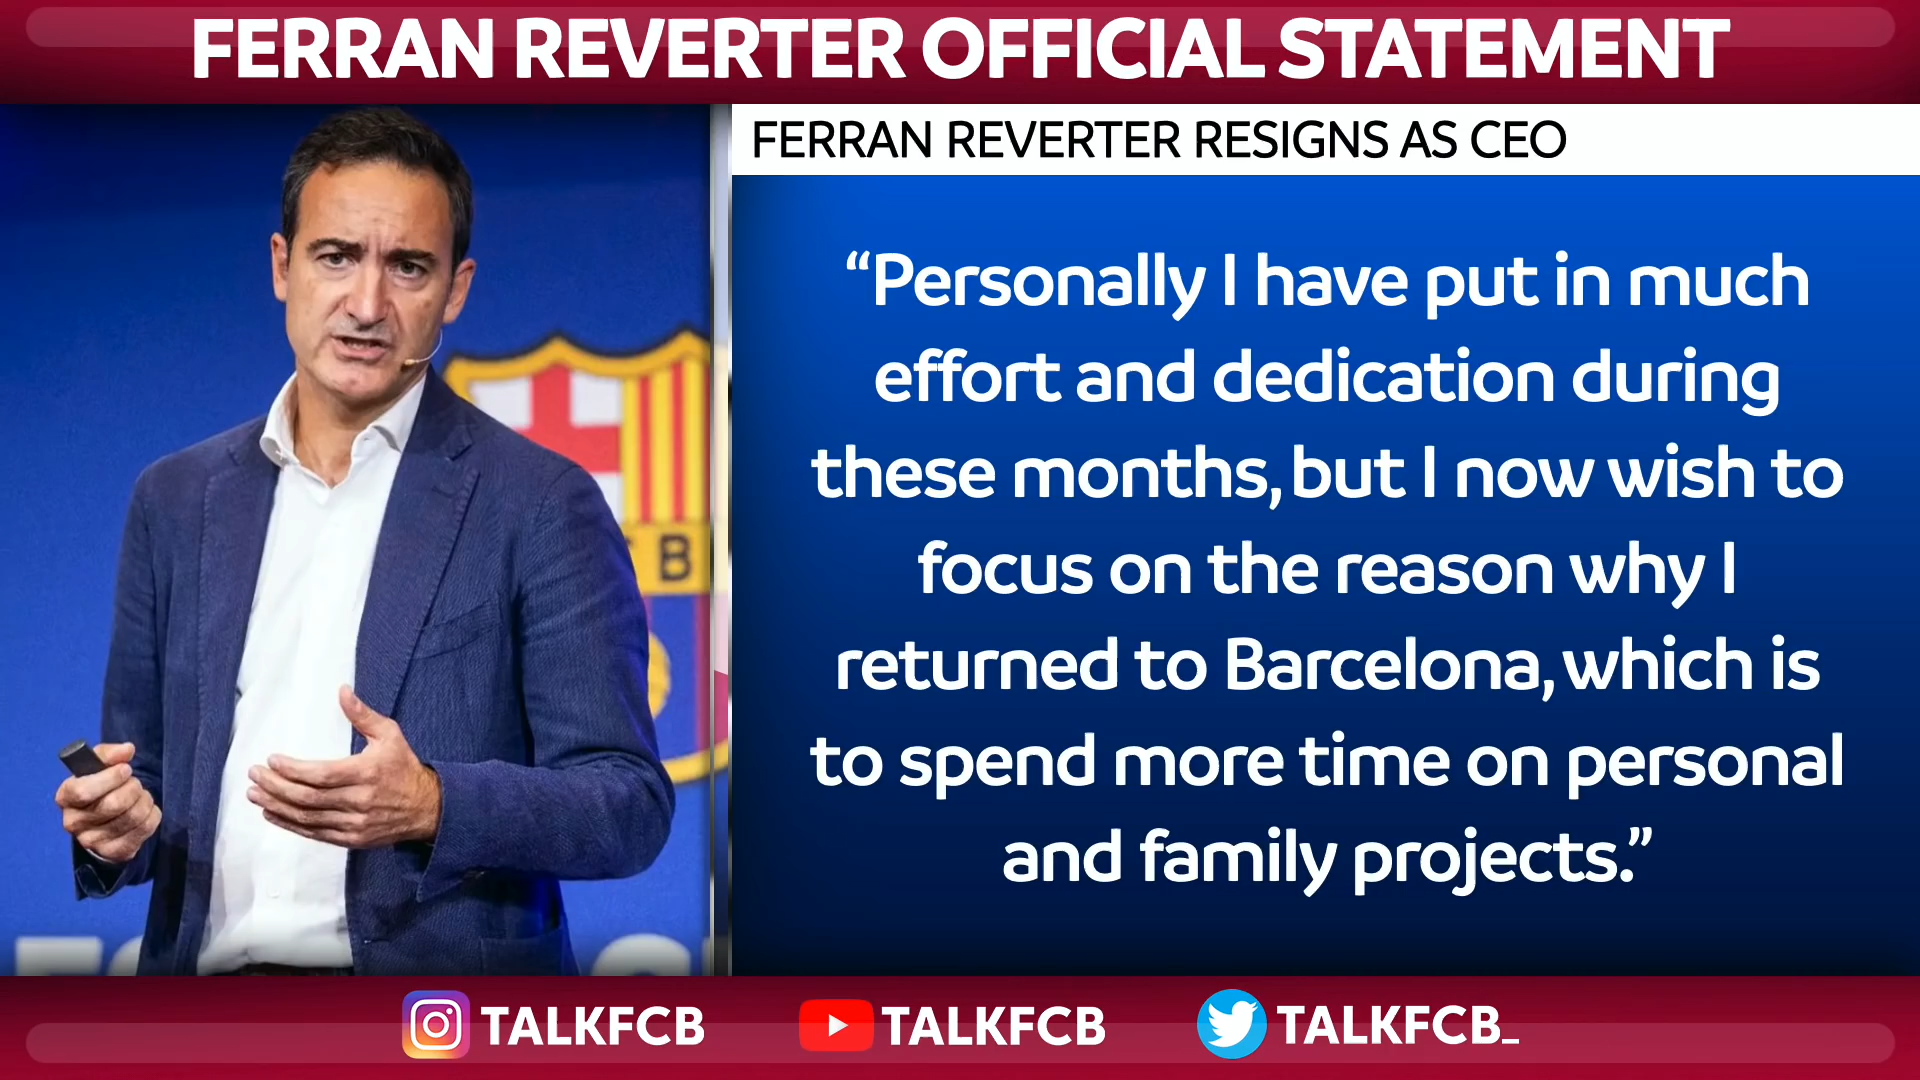 FERRAN REVERTER OFFICIAL STATEMENT
FERRAN REVERTER RESIGNS AS CEO
“Personally I have put in much
effort and dedication during
these months, but I now wish to
focus on the reason why I
returned to Barcelona, which is
to spend more time on personal
and family projects.”
B
TALKFCB
TALKFCB
TALKFCB_